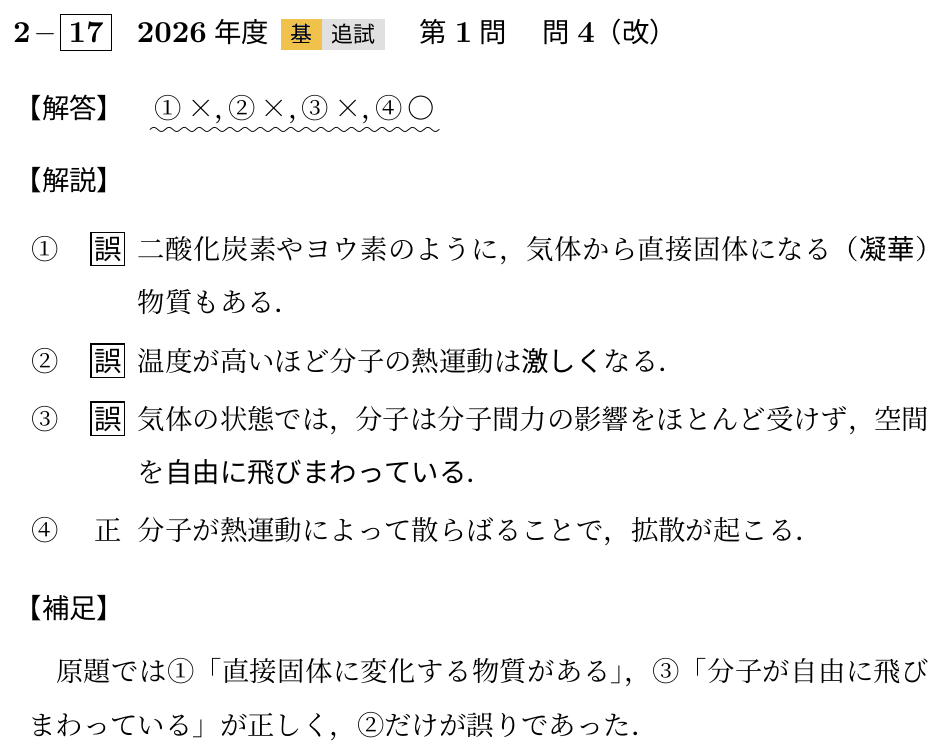 2－17 2026 年度 基 追試 第 1 問 問 4（改）
【解答】 ① ×，② ×，③ ×，④ ○
【解説】
① 誤 二酸化炭素やヨウ素のように，気体から直接固体になる（凝華）
物質もある．
② 誤 温度が高いほど分子の熱運動は激しくなる．
③ 誤 気体の状態では，分子は分子間力の影響をほとんど受けず，空間
を自由に飛びまわっている．
④ 正 分子が熱運動によって散らばることで，拡散が起こる．
【補足】
原題では①「直接固体に変化する物質がある」，③「分子が自由に飛び
まわっている」が正しく，②だけが誤りであった．